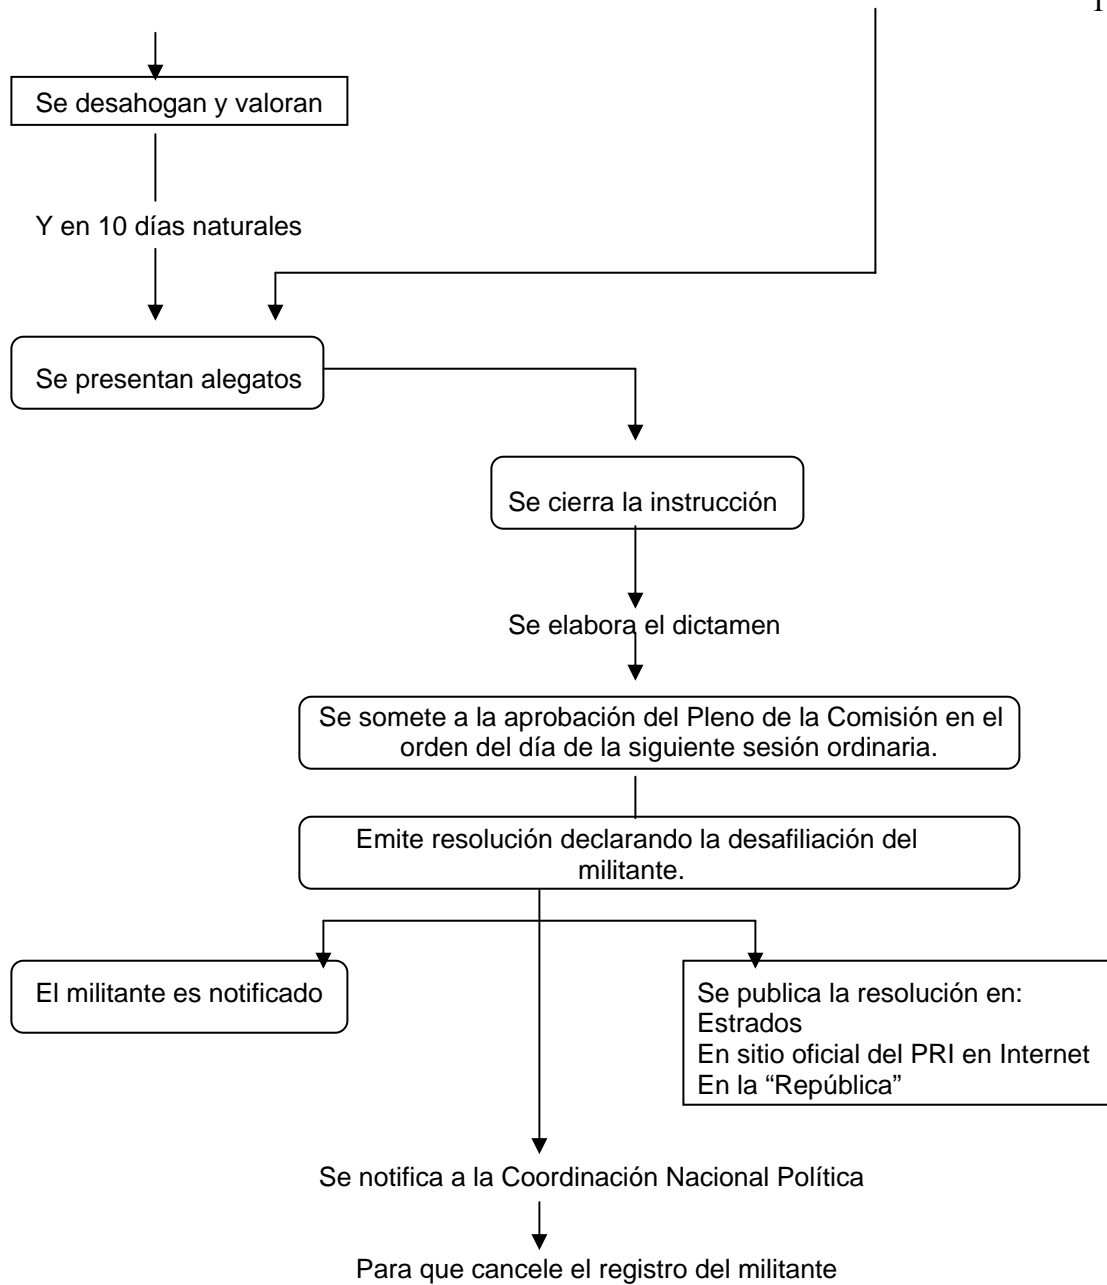 Se desahogan y valoran
Y en 10 días naturales
Se presentan alegatos
Se cierra la instrucción
Se elabora el dictamen
Se somete a la aprobación del Pleno de la Comisión en el
orden del día de la siguiente sesión ordinaria.
Emite resolución declarando la desafiliación del
militante.
El militante es notificado
Se publica la resolución en:
Estrados
En sitio oficial del PRI en Internet
En la “República”
Se notifica a la Coordinación Nacional Política
Para que cancele el registro del militante